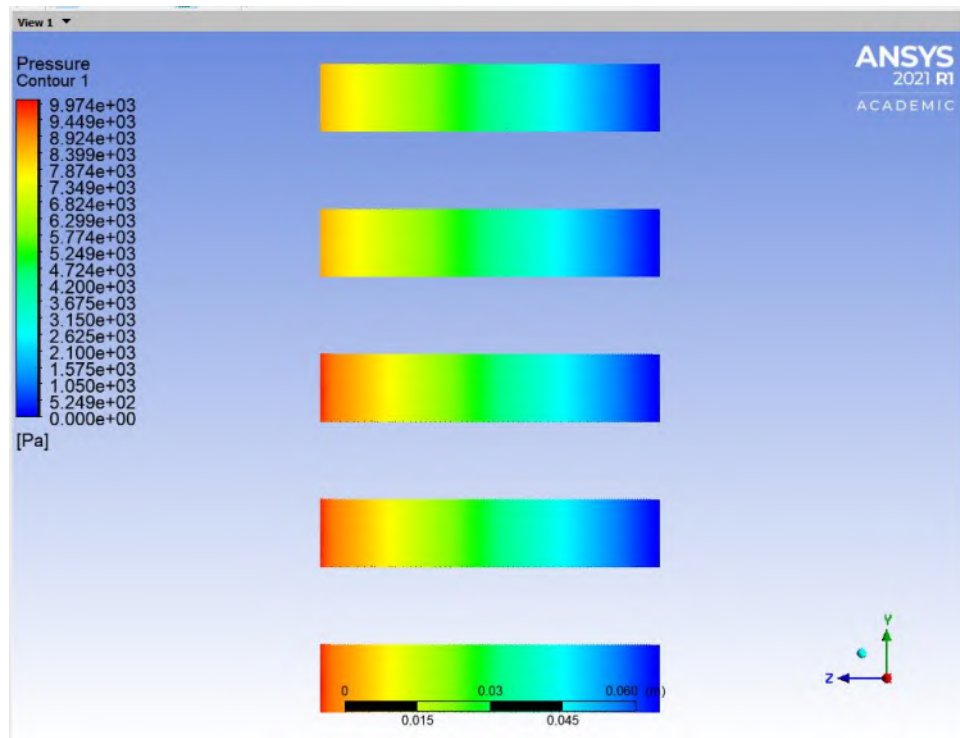 View 1
Pressure
Contour 1
9.974e+03
9.449e+03
8.924e+03
8.399e+03
7.874e+03
7.349e+03
6.824e+03
6.299e+03
5.774e+03
5.249e+03
4.724e+03
4.200e+03
3.675e+03
3.150e+03
2.625e+03
2.100e+03
1.575e+03
1.050e+03
5.249e+02
0.000e+00
[Pa]
ANSYS
2021 R1
ACADEMIC
Y
Z
0 0.03 0.060 (m)
0.015 0.045